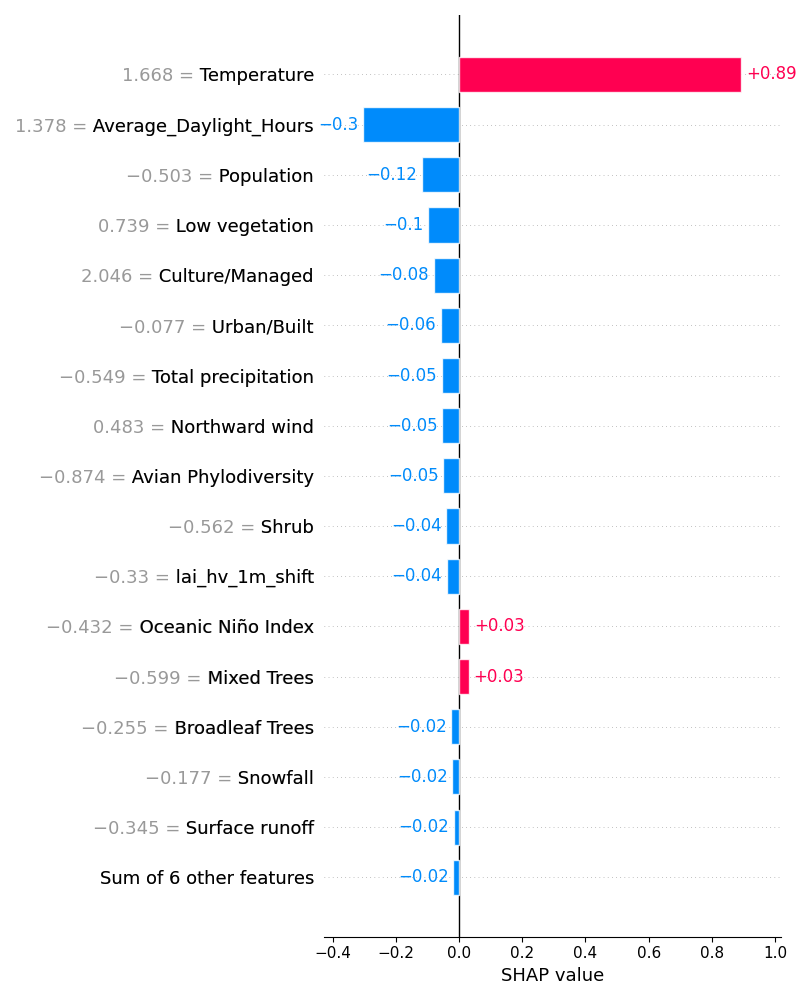 1.668 = Temperature +0.89
1.378 = Average_Daylight_Hours −0.3
−0.503 = Population −0.12
0.739 = Low vegetation −0.1
2.046 = Culture/Managed −0.08
−0.077 = Urban/Built −0.06
−0.549 = Total precipitation −0.05
0.483 = Northward wind −0.05
−0.874 = Avian Phylodiversity −0.05
−0.562 = Shrub −0.04
−0.33 = lai_hv_1m_shift −0.04
−0.432 = Oceanic Niño Index +0.03
−0.599 = Mixed Trees +0.03
−0.255 = Broadleaf Trees −0.02
−0.177 = Snowfall −0.02
−0.345 = Surface runoff −0.02
Sum of 6 other features −0.02
−0.4 −0.2 0.0 0.2 0.4 0.6 0.8 1.0
SHAP value